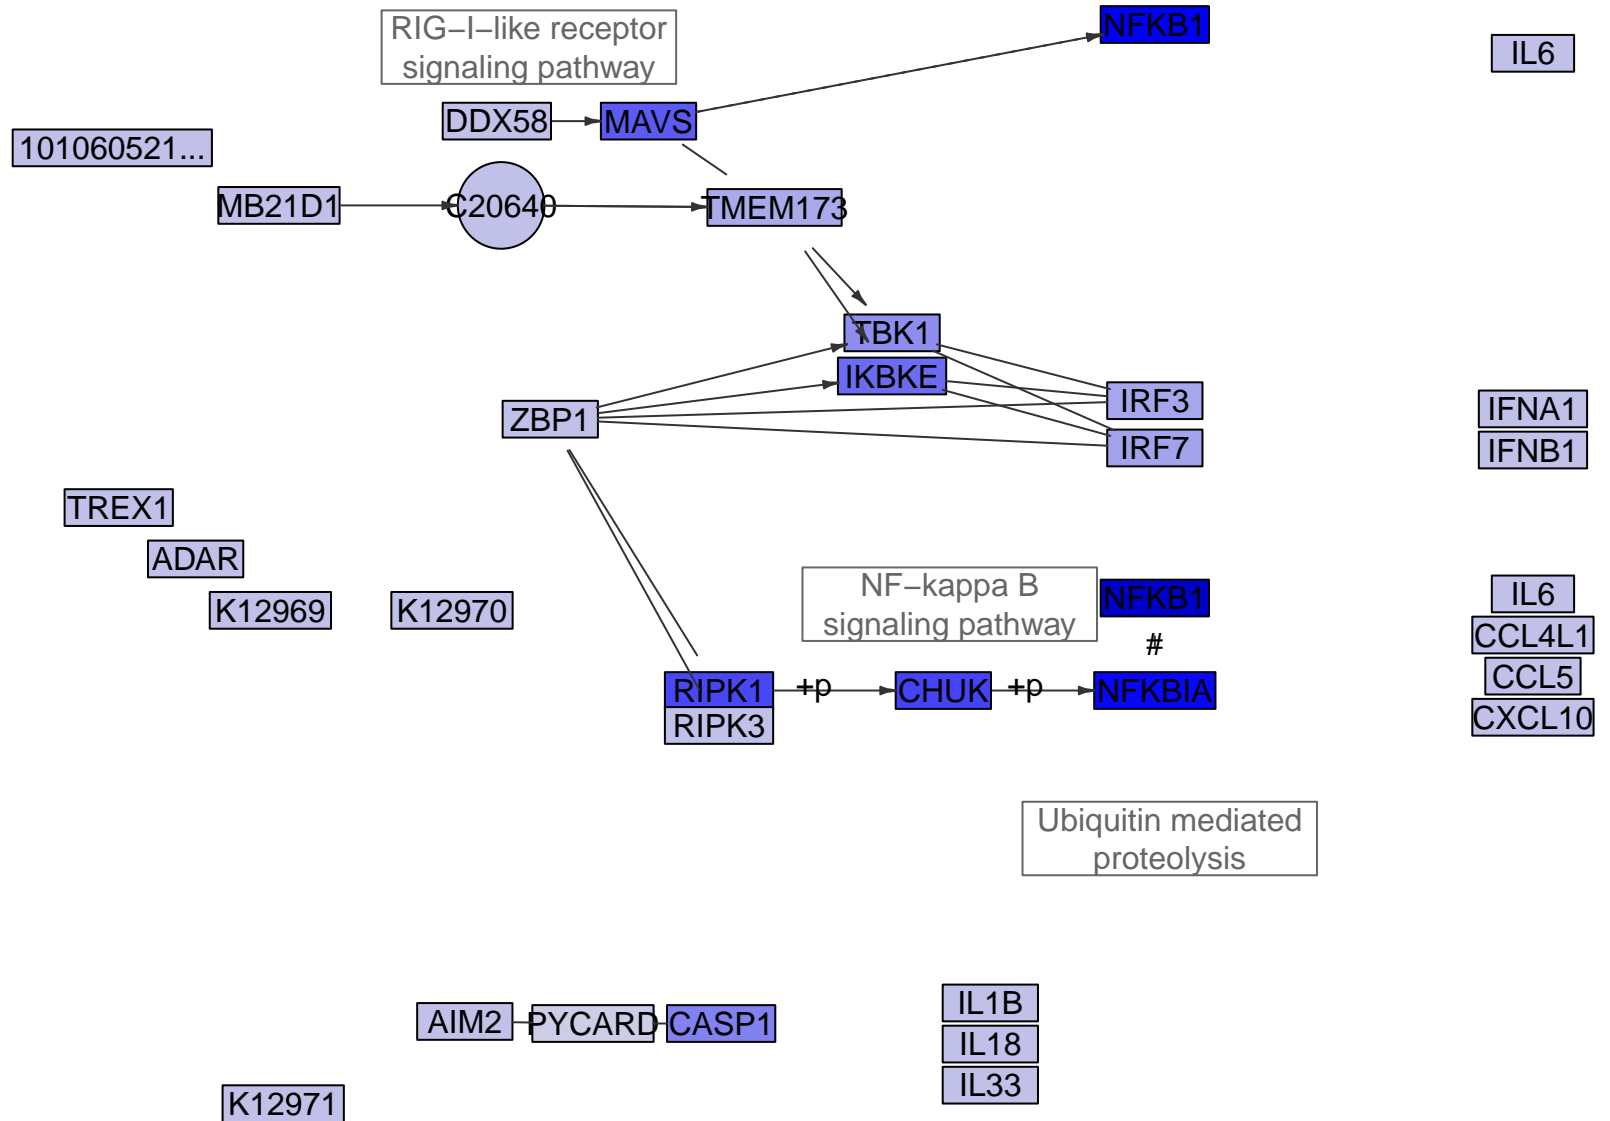 RIG−I−like receptor
signaling pathway
NFKB1
IL6
DDX58
MAVS
101060521...
MB21D1
C20640
TMEM173
TBK1
IKBKE
ZBP1
IRF3
IRF7
IFNA1
IFNB1
TREX1
ADAR
K12969
K12970
NF−kappa B
signaling pathway
NFKB1
#
IL6
CCL4L1
CCL5
CXCL10
RIPK1
+p
CHUK
+p
NFKBIA
RIPK3
Ubiquitin mediated
proteolysis
AIM2
PYCARD
CASP1
IL1B
IL18
IL33
K12971